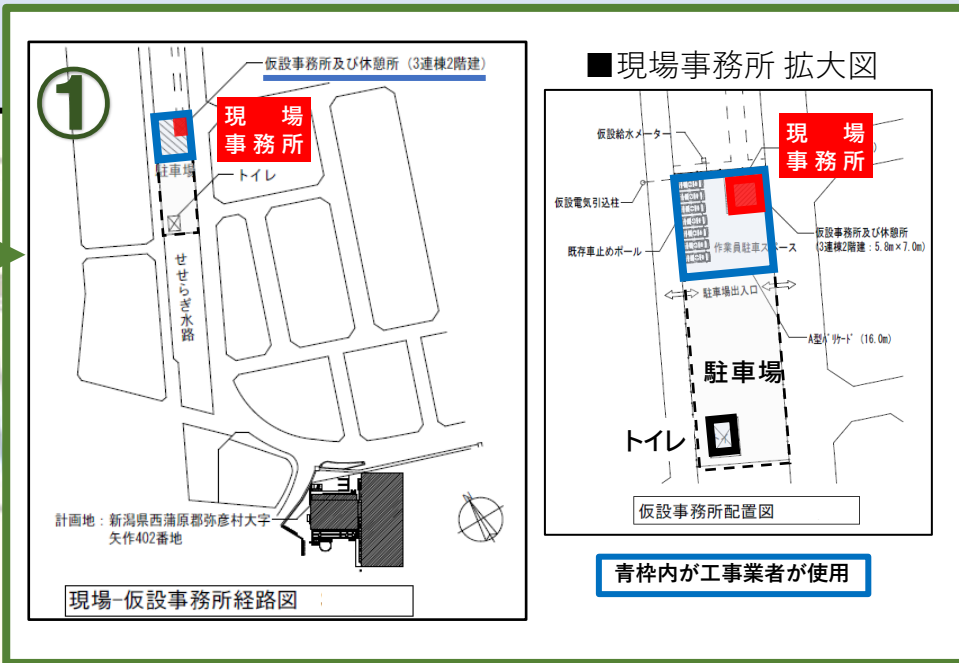 ①
仮設事務所及び休憩所（3連棟2階建）
現場
事務所
駐車場
トイレ
せせらぎ水路
計画地：新潟県西蒲原郡弥彦村大字
矢作402番地
現場-仮設事務所経路図
■現場事務所 拡大図
仮設給水メーター
現場
事務所
仮設電気引込柱
仮設事務所及び休憩所
(3連棟2階建：5.8m×7.0m)
既存車止めポール
作業員駐車スペース
駐車場出入口
A型バリケード (16.0m)
駐車場
トイレ
仮設事務所配置図
青枠内が工事業者が使用